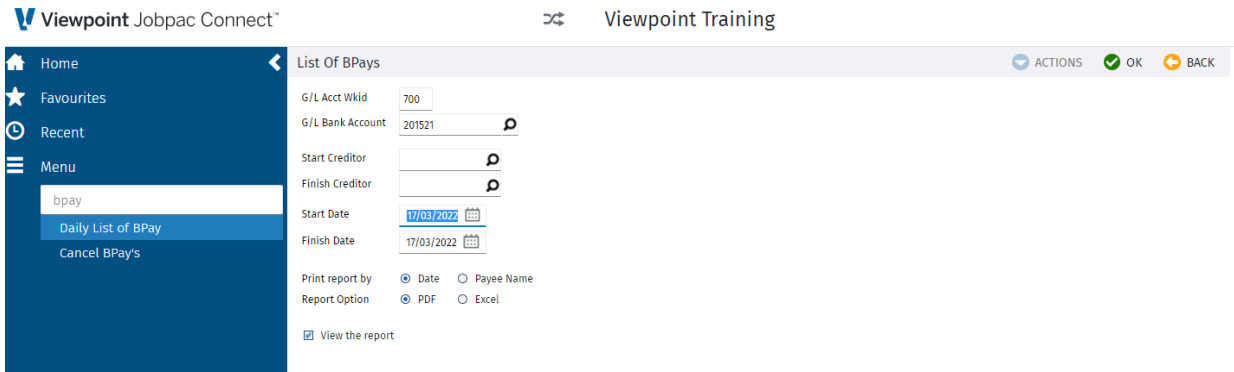 Viewpoint Jobpac Connect™
Viewpoint Training
Home
Favourites
Recent
Menu
bpay
Daily List of BPay
Cancel BPay's
List Of BPays
ACTIONS OK BACK
G/L Acct Wkid 700
G/L Bank Account 201521
Start Creditor
Finish Creditor
Start Date 17/03/2022
Finish Date 17/03/2022
Print report by Date Payee Name
Report Option PDF Excel
View the report